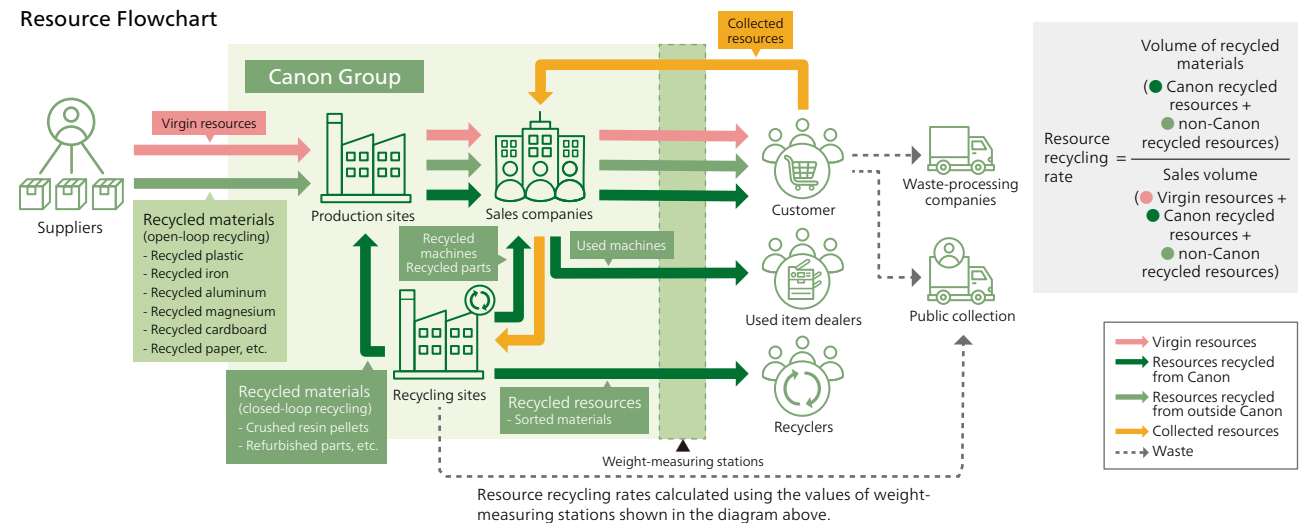 Resource Flowchart
Collected
resources
Canon Group
Virgin resources
Suppliers
Production sites
Sales companies
Customer
Waste-processing
companies
Recycled materials
(open-loop recycling)
- Recycled plastic
- Recycled iron
- Recycled aluminum
- Recycled magnesium
- Recycled cardboard
- Recycled paper, etc.
Recycled
machines
Recycled parts
Used machines
Used item dealers
Public collection
Recycling sites
Recycled materials
(closed-loop recycling)
- Crushed resin pellets
- Refurbished parts, etc.
Recycled resources
- Sorted materials
Recyclers
Weight-measuring stations
Resource recycling rates calculated using the values of weight-
measuring stations shown in the diagram above.
Resource
recycling
rate
=
Volume of recycled
materials
(● Canon recycled
resources +
● non-Canon
recycled resources)
Sales volume
(● Virgin resources +
● Canon recycled
resources +
● non-Canon
recycled resources)
Virgin resources
Resources recycled
from Canon
Resources recycled
from outside Canon
Collected resources
Waste